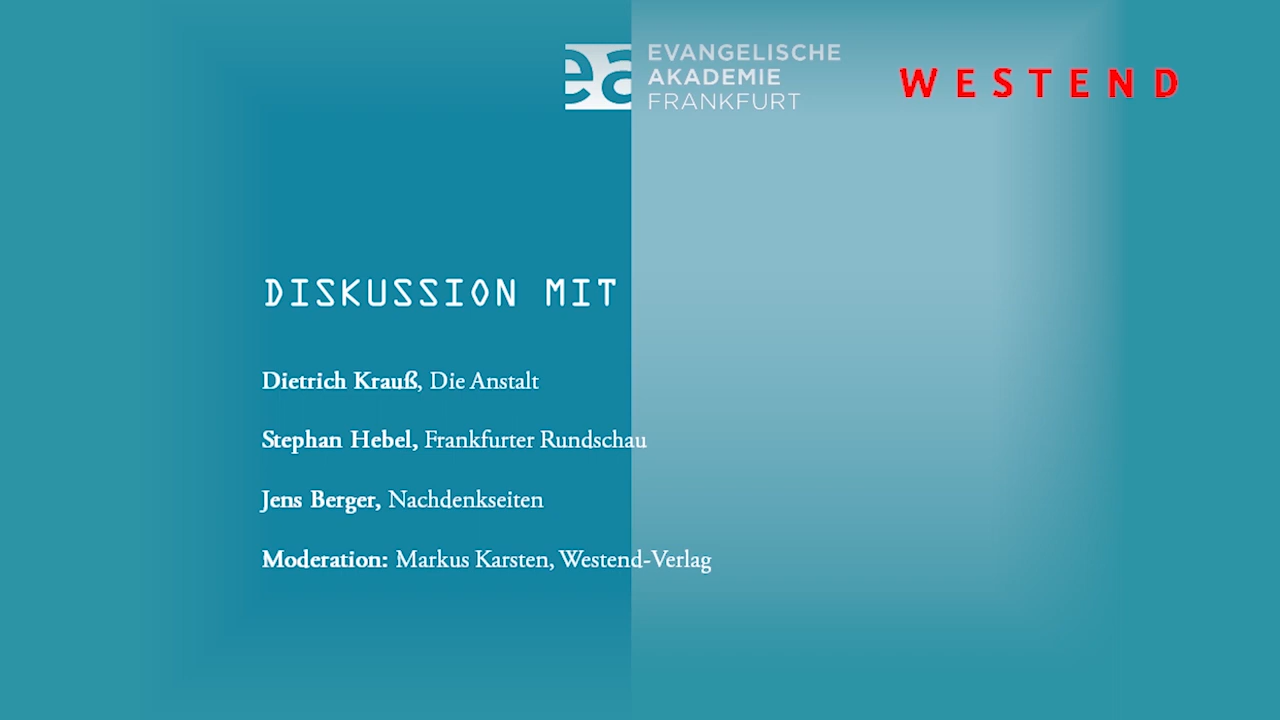 ea
EVANGELISCHE
AKADEMIE
FRANKFURT
WESTEND
DISKUSSION MIT
Dietrich Krauß, Die Anstalt
Stephan Hebel, Frankfurter Rundschau
Jens Berger, Nachdenkseiten
Moderation: Markus Karsten, Westend-Verlag